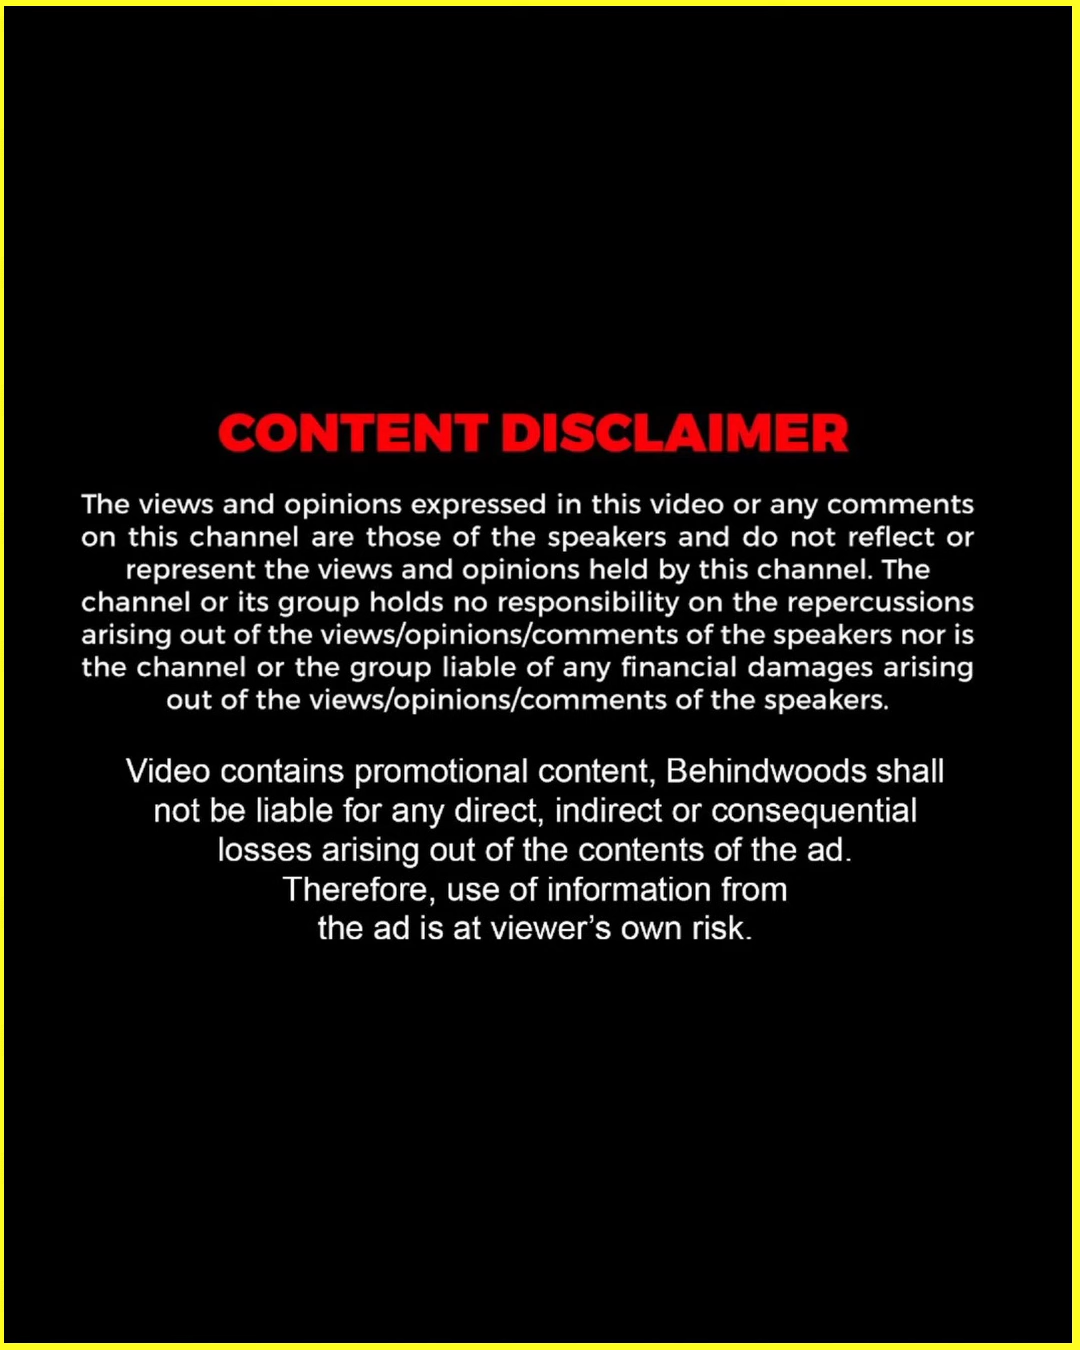 CONTENT DISCLAIMER
The views and opinions expressed in this video or any comments
on this channel are those of the speakers and do not reflect or
represent the views and opinions held by this channel. The
channel or its group holds no responsibility on the repercussions
arising out of the views/opinions/comments of the speakers nor is
the channel or the group liable of any financial damages arising
out of the views/opinions/comments of the speakers.
Video contains promotional content, Behindwoods shall
not be liable for any direct, indirect or consequential
losses arising out of the contents of the ad.
Therefore, use of information from
the ad is at viewer’s own risk.